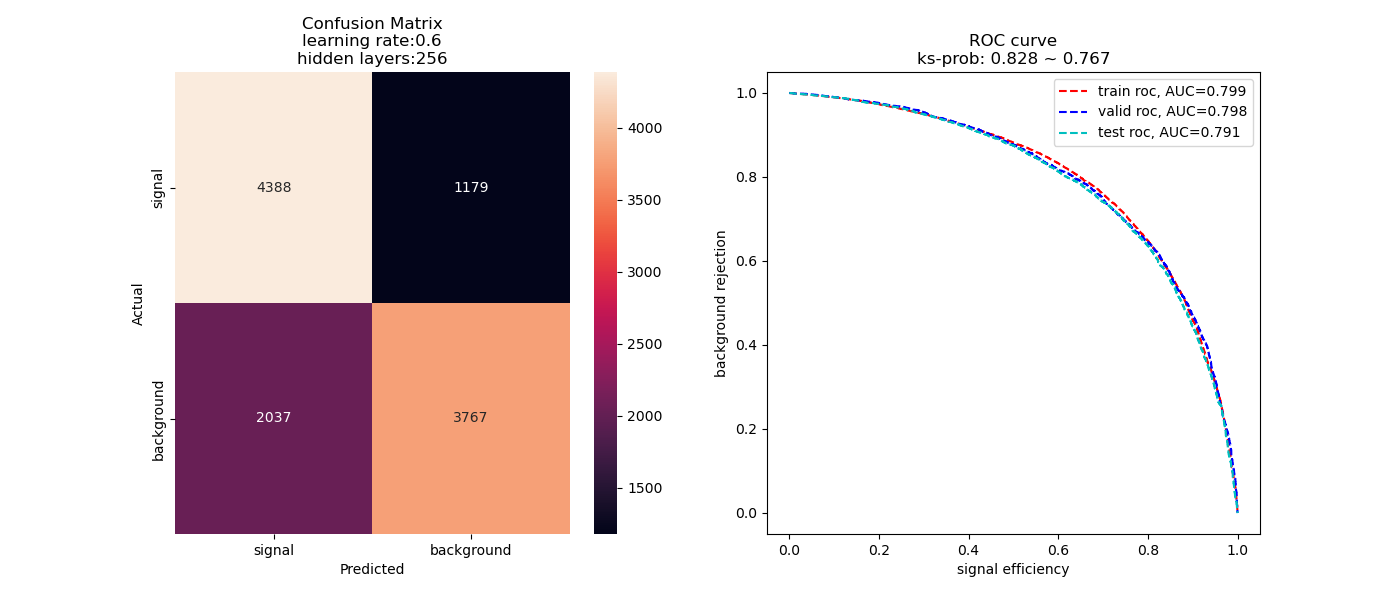 Confusion Matrix
learning rate:0.6
hidden layers:256
signal
background
Actual
4388
1179
2037
3767
signal
background
Predicted
4000
3500
3000
2500
2000
1500
ROC curve
ks-prob: 0.828 ~ 0.767
train roc, AUC=0.799
valid roc, AUC=0.798
test roc, AUC=0.791
background rejection
1.0
0.8
0.6
0.4
0.2
0.0
0.0
0.2
0.4
0.6
0.8
1.0
signal efficiency